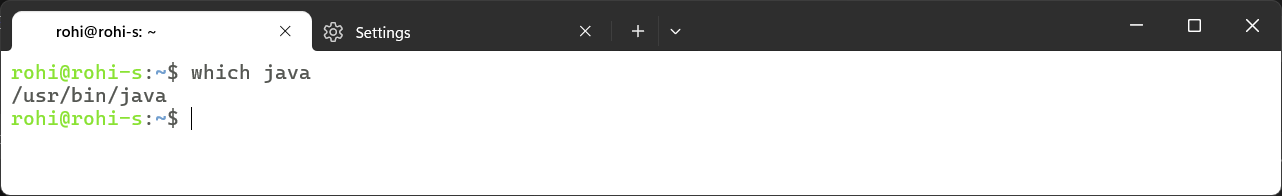 rohi@rohi-s: ~
Settings
rohi@rohi-s:~$ which java
/usr/bin/java
rohi@rohi-s:~$